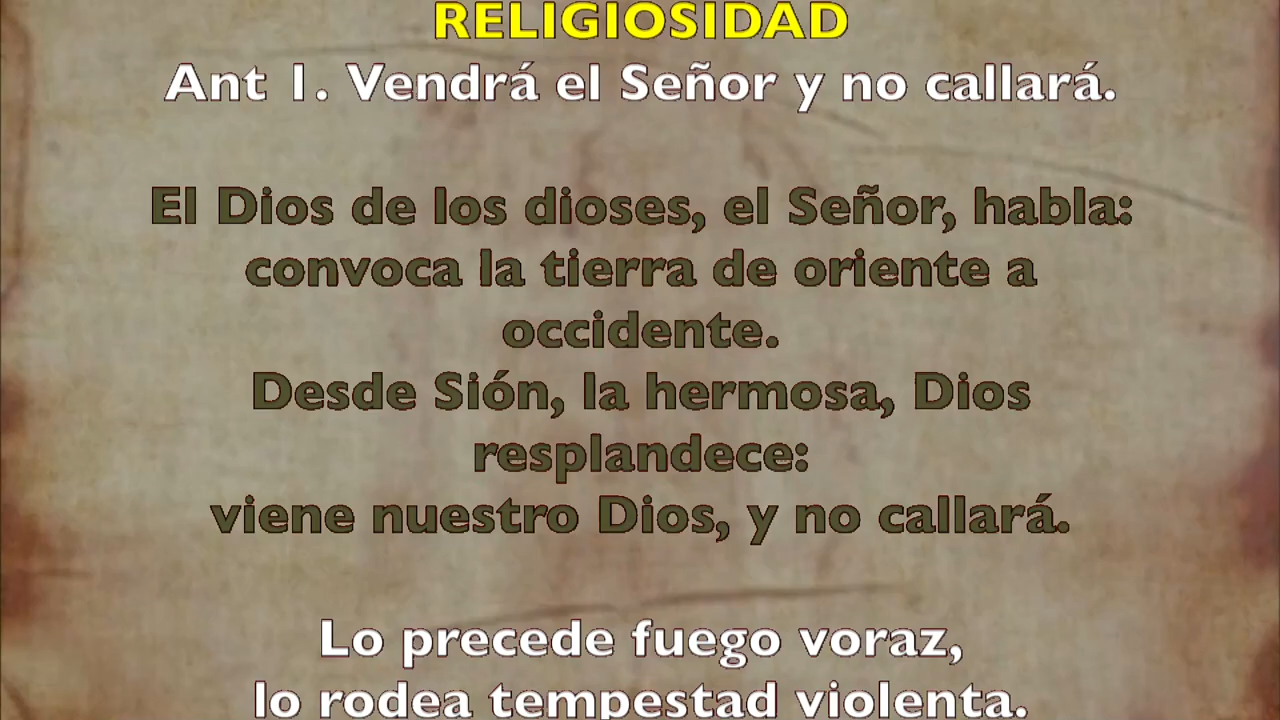 RELIGIOSIDAD
Ant 1. Vendrá el Señor y no callará.
El Dios de los dioses, el Señor, habla:
convoca la tierra de oriente a
occidente.
Desde Sión, la hermosa, Dios
resplandece:
viene nuestro Dios, y no callará.
Lo precede fuego voraz,
lo rodea tempestad violenta.